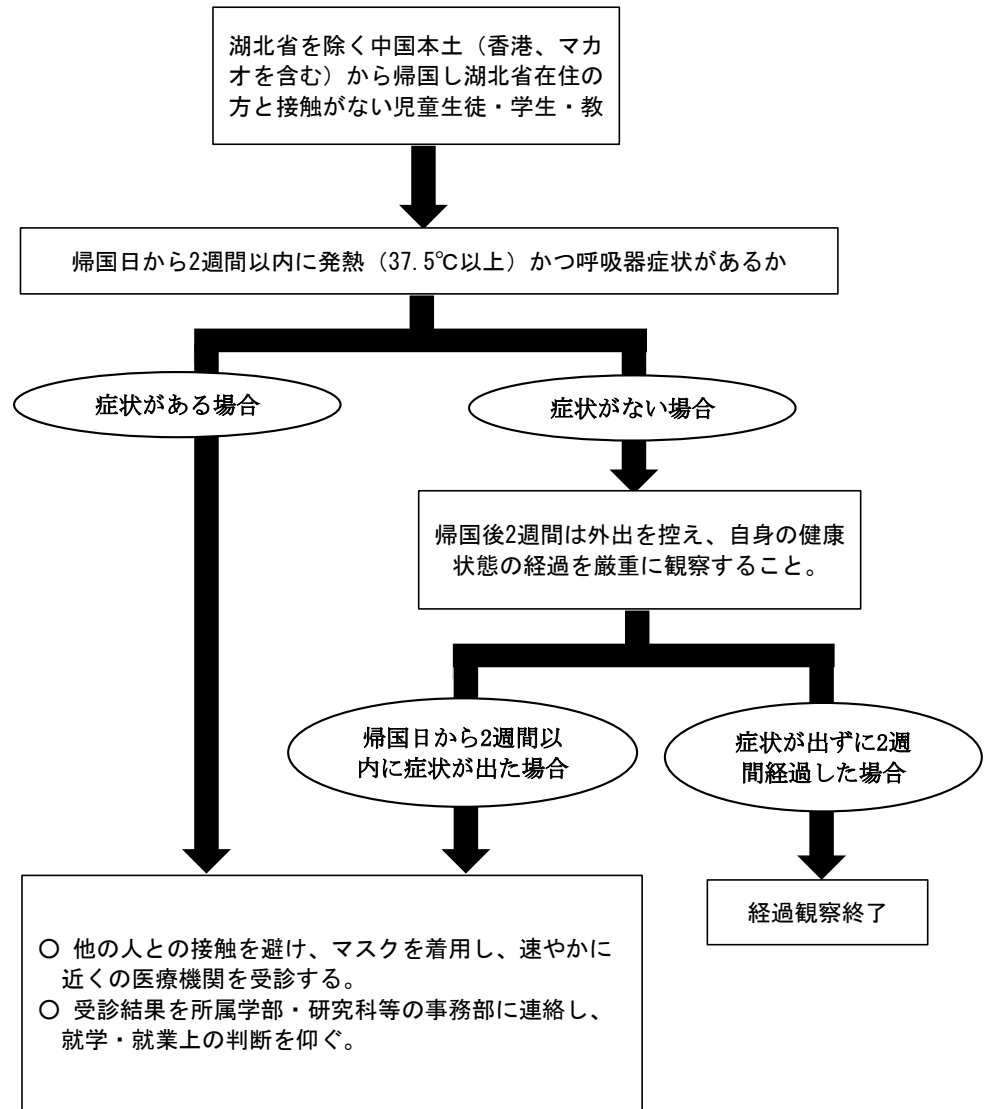 湖北省を除く中国本土（香港、マカ
オを含む）から帰国し湖北省在住の
方と接触がない児童生徒・学生・教
帰国日から2週間以内に発熱（37.5℃以上）かつ呼吸器症状があるか
症状がある場合
症状がない場合
帰国後2週間は外出を控え、自身の健康
状態の経過を厳重に観察すること。
帰国日から2週間以
内に症状が出た場合
症状が出ずに2週
間経過した場合
○ 他の人との接触を避け、マスクを着用し、速やかに
近くの医療機関を受診する。
○ 受診結果を所属学部・研究科等の事務部に連絡し、
就学・就業上の判断を仰ぐ。
経過観察終了